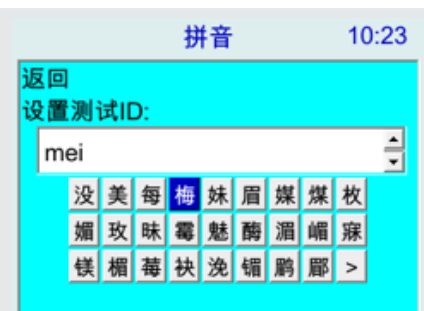 拼音 10:23
返回
设置测试ID:
mei
没 美 每 梅 妹 眉 媒 煤 枚
媚 玫 昧 霉 魅 酶 湄 嵋 寐
镁 楣 莓 袂 浼 镅 鹛 郿 >